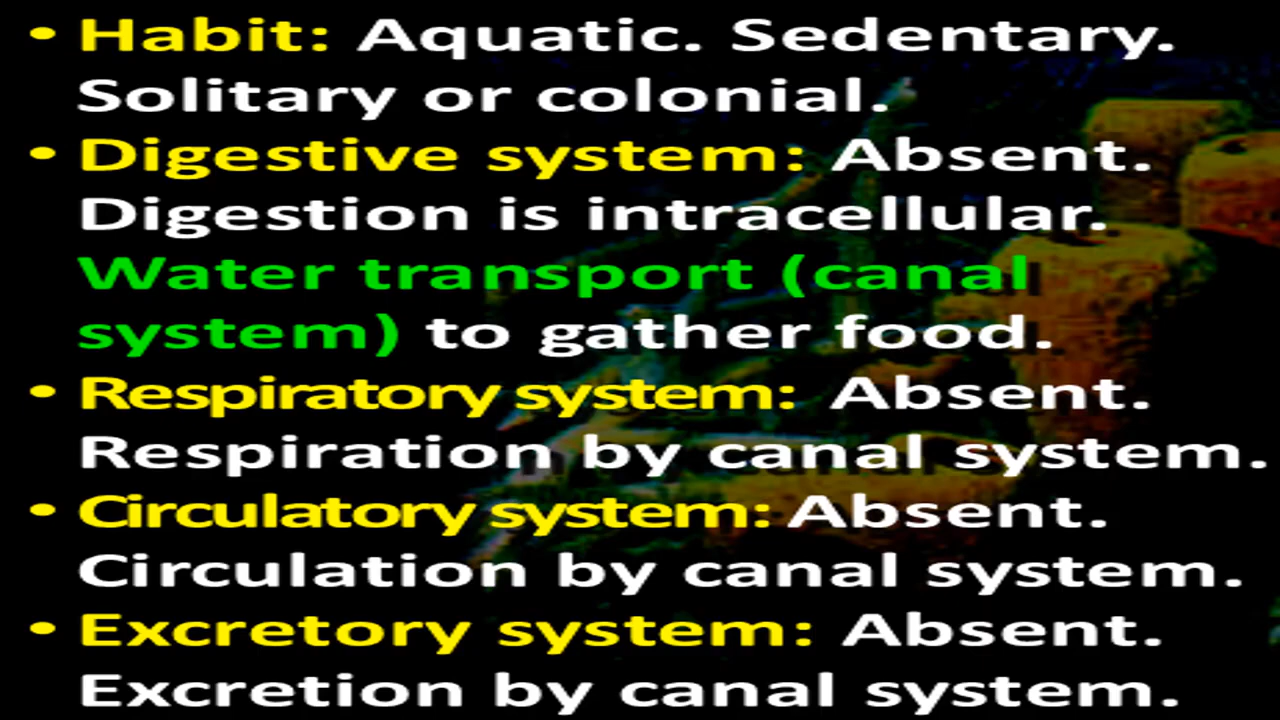 • Habit: Aquatic. Sedentary.
Solitary or colonial.
• Digestive system: Absent.
Digestion is intracellular.
Water transport (canal
system) to gather food.
• Respiratory system: Absent.
Respiration by canal system.
• Circulatory system: Absent.
Circulation by canal system.
• Excretory system: Absent.
Excretion by canal system.